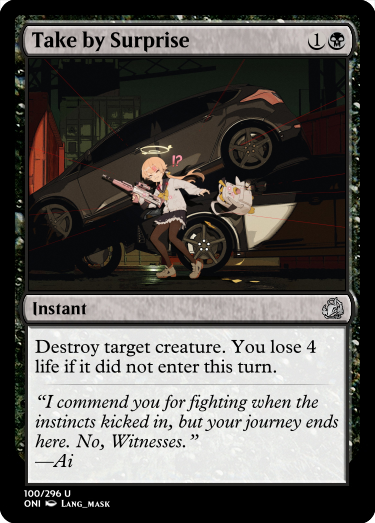 Take by Surprise 1
!?
Instant
Destroy target creature. You lose 4
life if it did not enter this turn.
“I commend you for fighting when the
instincts kicked in, but your journey ends
here. No, Witnesses.”
—Ai
100/296 U
ONI Lang_mask